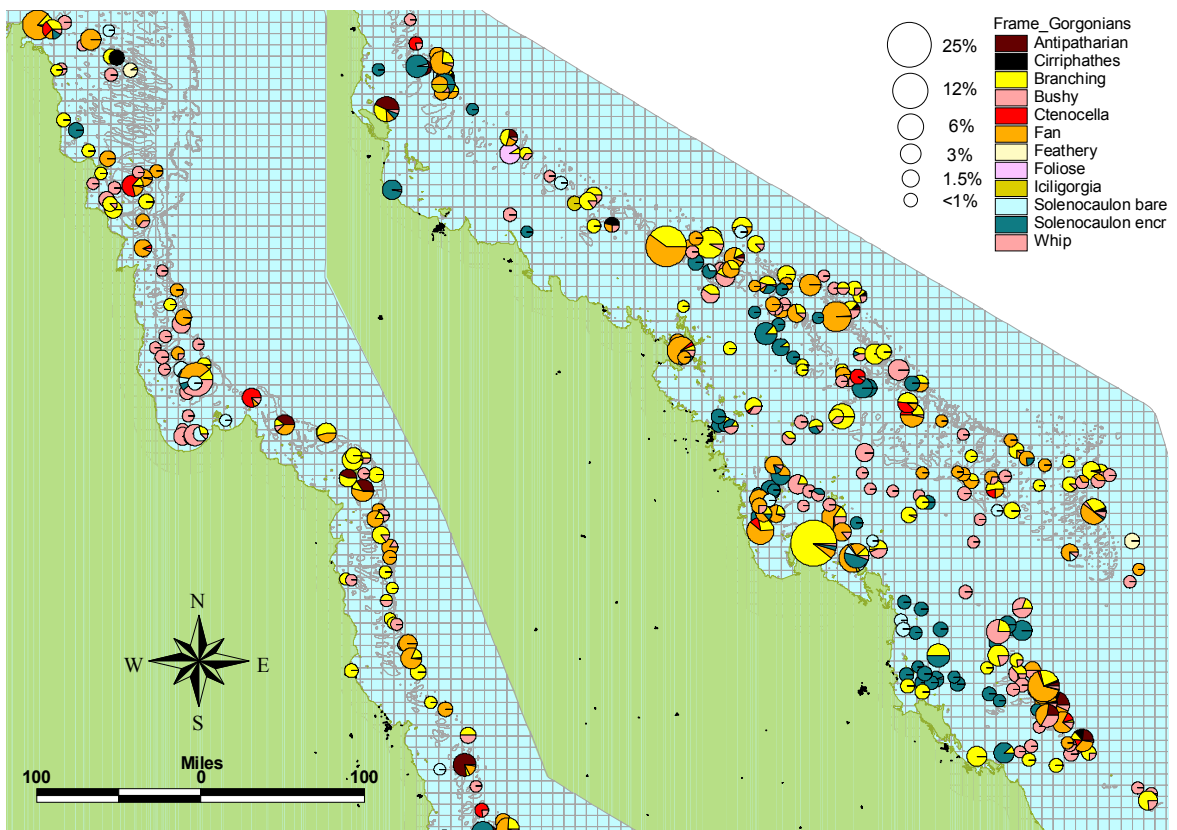 25%
12%
6%
3%
1.5%
<1%
Frame_Gorgonians
Antipatharian
Cirriphathes
Branching
Bushy
Ctenocella
Fan
Feathery
Foliose
Iciligorgia
Solenocaulon bare
Solenocaulon encr
Whip
N
W E
S
Miles
100 0 100